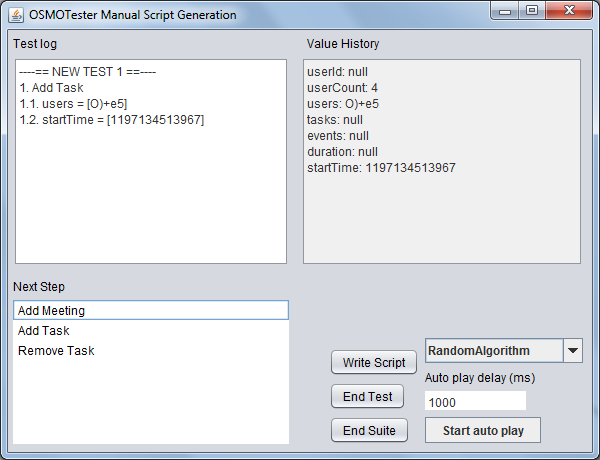 OSMOTester Manual Script Generation
Test log
----== NEW TEST 1 ==----
1. Add Task
1.1. users = [O)+e5]
1.2. startTime = [1197134513967]
Value History
userId: null
userCount: 4
users: O)+e5
tasks: null
events: null
duration: null
startTime: 1197134513967
Next Step
Add Meeting
Add Task
Remove Task
Write Script
End Test
End Suite
RandomAlgorithm
Auto play delay (ms)
1000
Start auto play